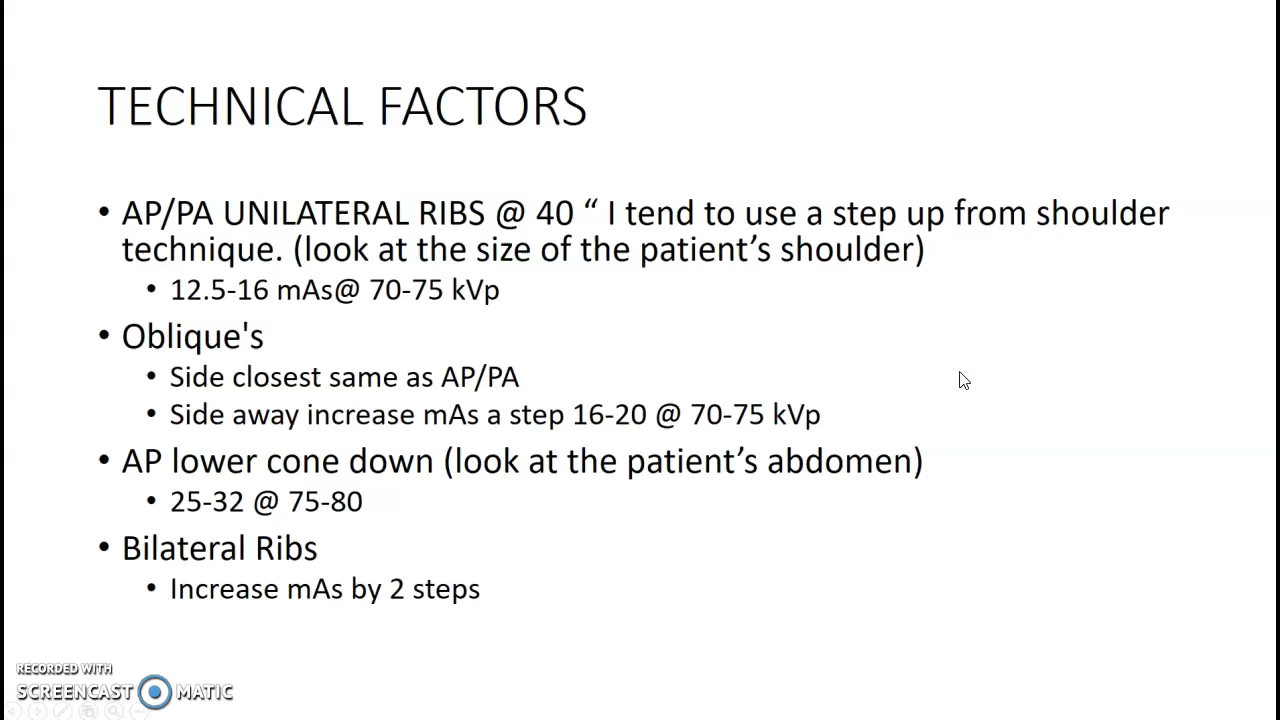 TECHNICAL FACTORS
• AP/PA UNILATERAL RIBS @ 40 “ I tend to use a step up from shoulder
technique. (look at the size of the patient’s shoulder)
• 12.5-16 mAs@ 70-75 kVp
• Oblique's
• Side closest same as AP/PA
• Side away increase mAs a step 16-20 @ 70-75 kVp
• AP lower cone down (look at the patient’s abdomen)
• 25-32 @ 75-80
• Bilateral Ribs
• Increase mAs by 2 steps
RECORDED WITH
SCREENCAST MATIC